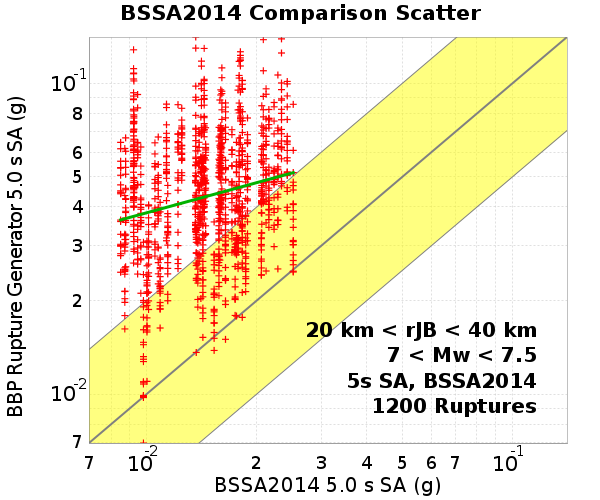 BSSA2014 Comparison Scatter
BBP Rupture Generator 5.0 s SA (g)
10⁻¹
8
6
5
4
3
2
10⁻²
7
20 km < rJB < 40 km
7 < Mw < 7.5
5s SA, BSSA2014
1200 Ruptures
7 10⁻² 2 3 4 5 6 7 10⁻¹
BSSA2014 5.0 s SA (g)